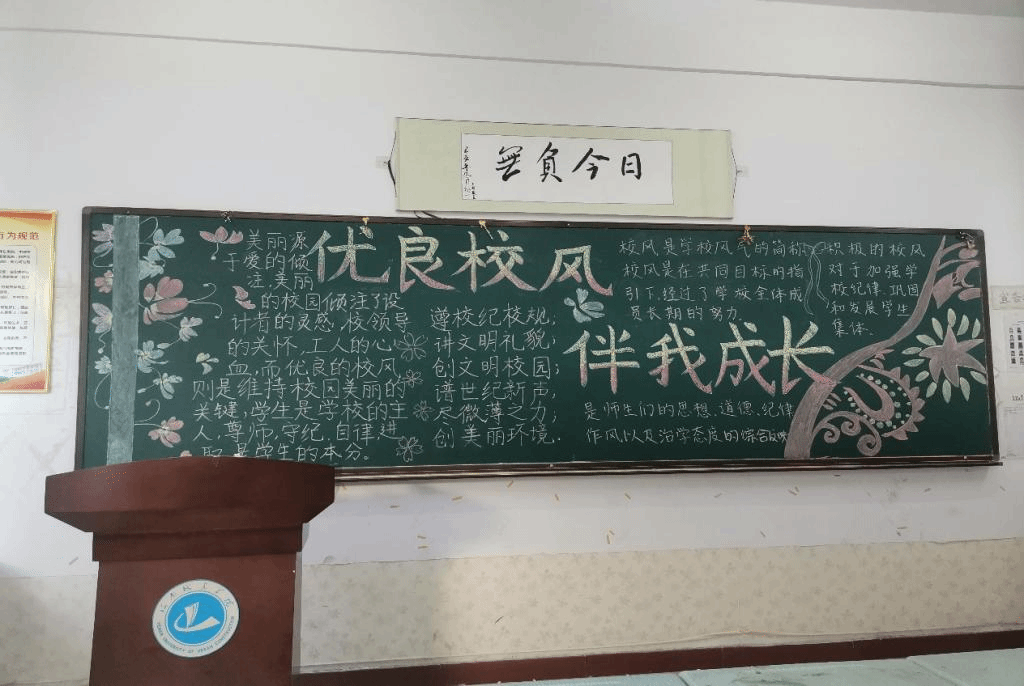 無負今日
行为规范
优良校风
伴我成长
美丽源
于爱的倾
注美丽
的校园倾注了设
计者的灵感,校领导
的关怀,工人的心
血,而优良的校风
则是维持校园美丽的
关键,学生是学校的主
人,尊师,守纪,自律,进
取是学生的本分。
遵校纪校规;
讲文明礼貌;
创文明校园;
谱世纪新声,
尽微薄之力;
创美丽环境.
校风是学校风气的简称
校风是在共同目标的指
引下,经过了学校全体成
员长期的努力.
积极的校风
对于加强学
校纪律.巩固
和发展学生
集体.
是师生们的思想.道德.纪律
作风以及治学态度的综合反映